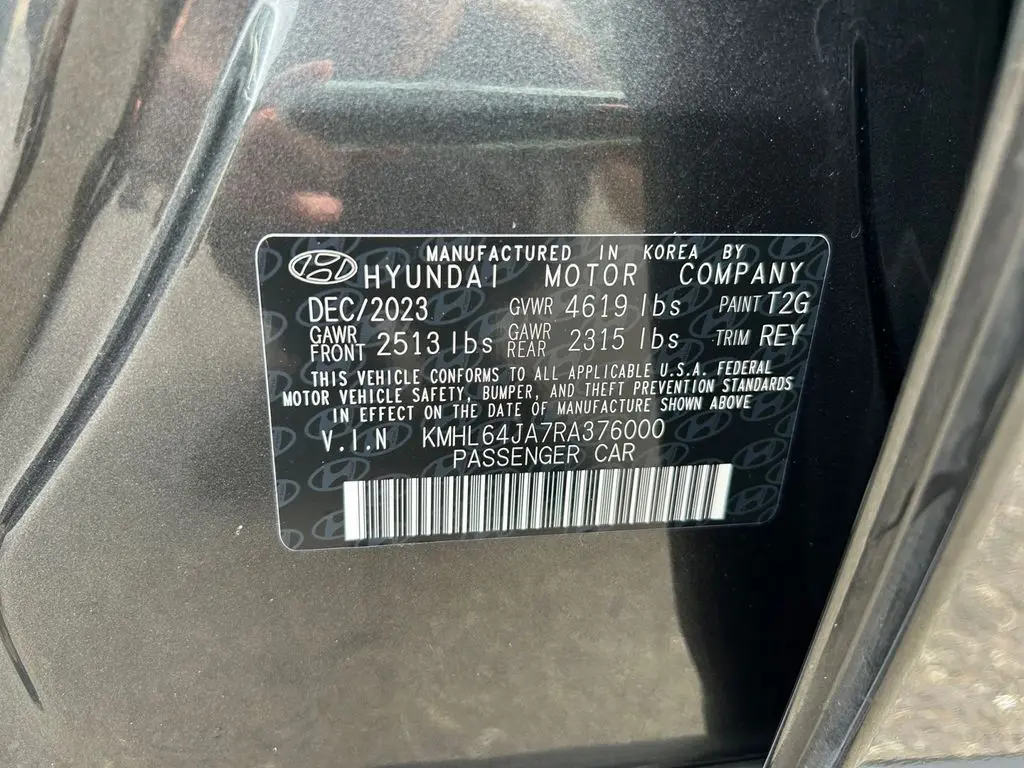 MANUFACTURED IN KOREA BY
HYUNDAI MOTOR COMPANY
DEC/2023 GVWR 4619 lbs PAINT T2G
GAWR FRONT 2513 lbs GAWR REAR 2315 lbs TRIM REY
THIS VEHICLE CONFORMS TO ALL APPLICABLE U.S.A. FEDERAL
MOTOR VEHICLE SAFETY, BUMPER, AND THEFT PREVENTION STANDARDS
IN EFFECT ON THE DATE OF MANUFACTURE SHOWN ABOVE
V.I.N KMHL64JA7RA376000
PASSENGER CAR